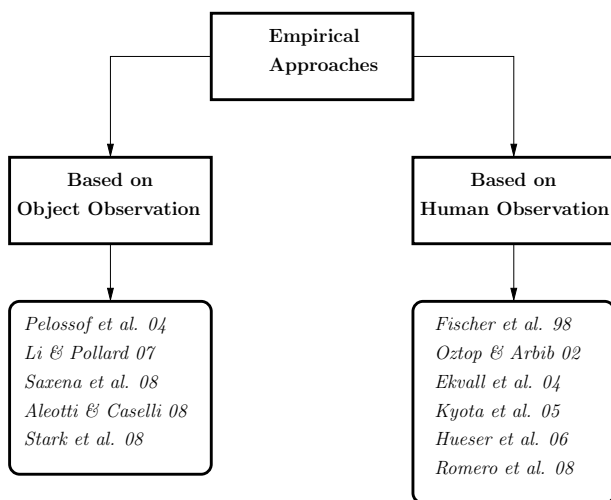 Empirical
Approaches
Based on
Object Observation
Based on
Human Observation
Pelossof et al. 04
Li & Pollard 07
Saxena et al. 08
Aleotti & Caselli 08
Stark et al. 08
Fischer et al. 98
Oztop & Arbib 02
Ekvall et al. 04
Kyota et al. 05
Hueser et al. 06
Romero et al. 08